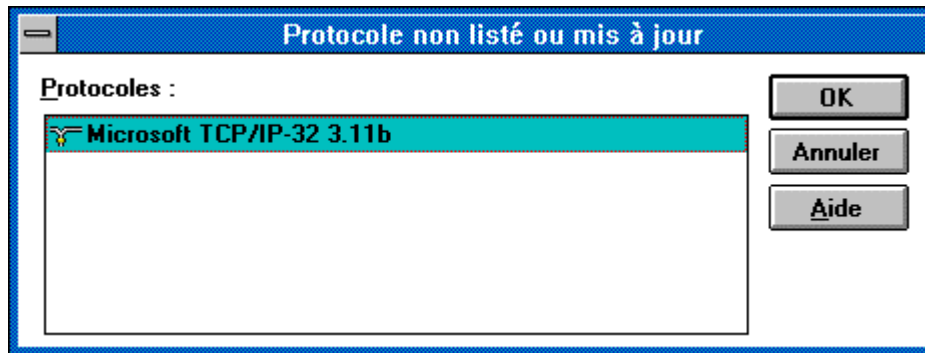 Protocole non listé ou mis à jour
Protocoles :
Microsoft TCP/IP-32 3.11b
OK
Annuler
Aide